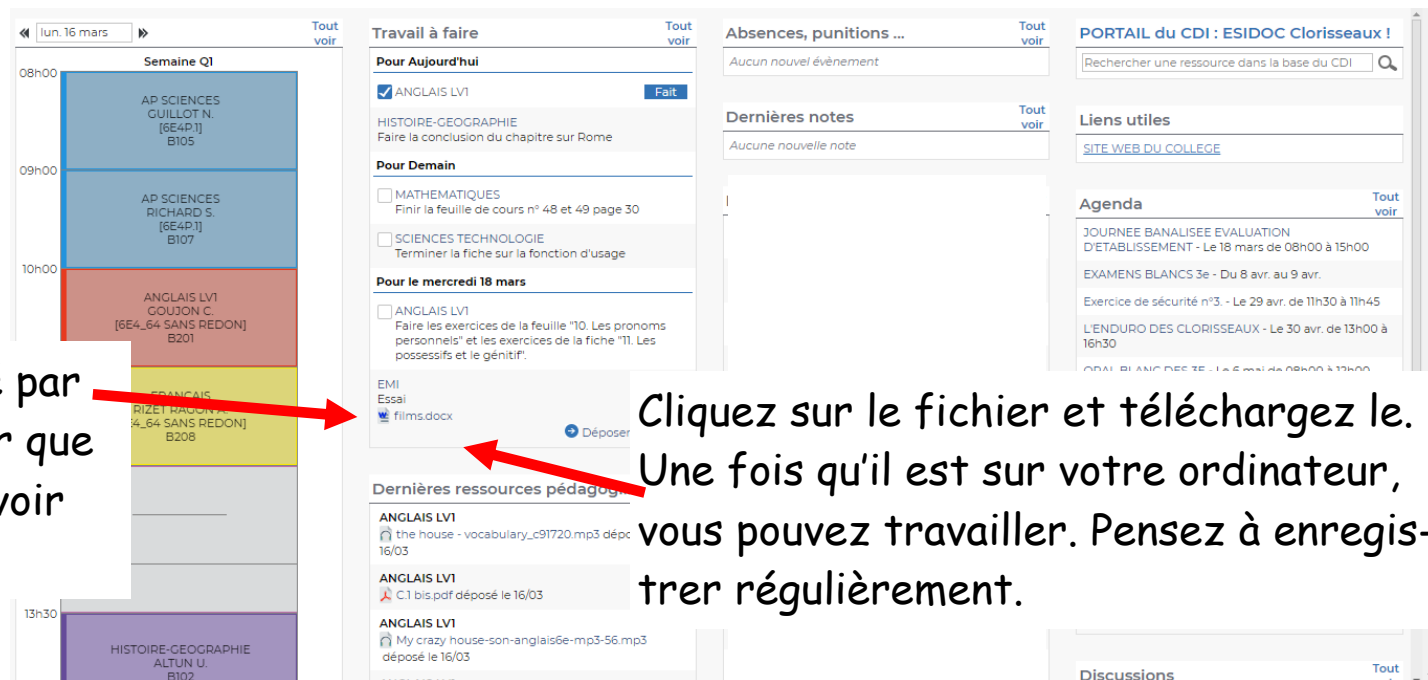 lun. 16 mars
Tout
voir
Semaine Q1
08h00
AP SCIENCES
GUILLOT N.
[6E4P.1]
B105
09h00
AP SCIENCES
RICHARD S.
[6E4P.1]
B107
10h00
ANGLAIS LV1
GOUJON C.
[6E4_64 SANS REDON]
B201
FRANCAIS
RIZET RAGON A.
E4_64 SANS REDON]
B208
13h30
HISTOIRE-GEOGRAPHIE
ALTUN U.
B102
par
r que
voir
Travail à faire
Tout
voir
Pour Aujourd'hui
ANGLAIS LV1
Fait
HISTOIRE-GEOGRAPHIE
Faire la conclusion du chapitre sur Rome
Pour Demain
MATHEMATIQUES
Finir la feuille de cours n° 48 et 49 page 30
SCIENCES TECHNOLOGIE
Terminer la fiche sur la fonction d'usage
Pour le mercredi 18 mars
ANGLAIS LV1
Faire les exercices de la feuille "10. Les pronoms
personnels" et les exercices de la fiche "11. Les
possessifs et le génitif".
EMI
Essai
films.docx
Déposer
Dernières ressources pédagogi
ANGLAIS LV1
the house - vocabulary_c91720.mp3 dépo
16/03
ANGLAIS LV1
C.1 bis.pdf déposé le 16/03
ANGLAIS LV1
My crazy house-son-anglais6e-mp3-56.mp3
déposé le 16/03
Absences, punitions ...
Tout
voir
Aucun nouvel évènement
Dernières notes
Tout
voir
Aucune nouvelle note
Cliquez sur le fichier et téléchargez le.
Une fois qu'il est sur votre ordinateur,
vous pouvez travailler. Pensez à enregis-
trer régulièrement.
PORTAIL du CDI : ESIDOC Clorisseaux !
Rechercher une ressource dans la base du CDI
Liens utiles
SITE WEB DU COLLEGE
Agenda
Tout
voir
JOURNEE BANALISEE EVALUATION
D'ETABLISSEMENT - Le 18 mars de 08h00 à 15h00
EXAMENS BLANCS 3e - Du 8 avr. au 9 avr.
Exercice de sécurité n°3. - Le 29 avr. de 11h30 à 11h45
L'ENDURO DES CLORISSEAUX - Le 30 avr. de 13h00 à
16h30
ORAL BLANC DES 3E - Le 6 mai de 08h00 à 12h00
Discussions
Tout